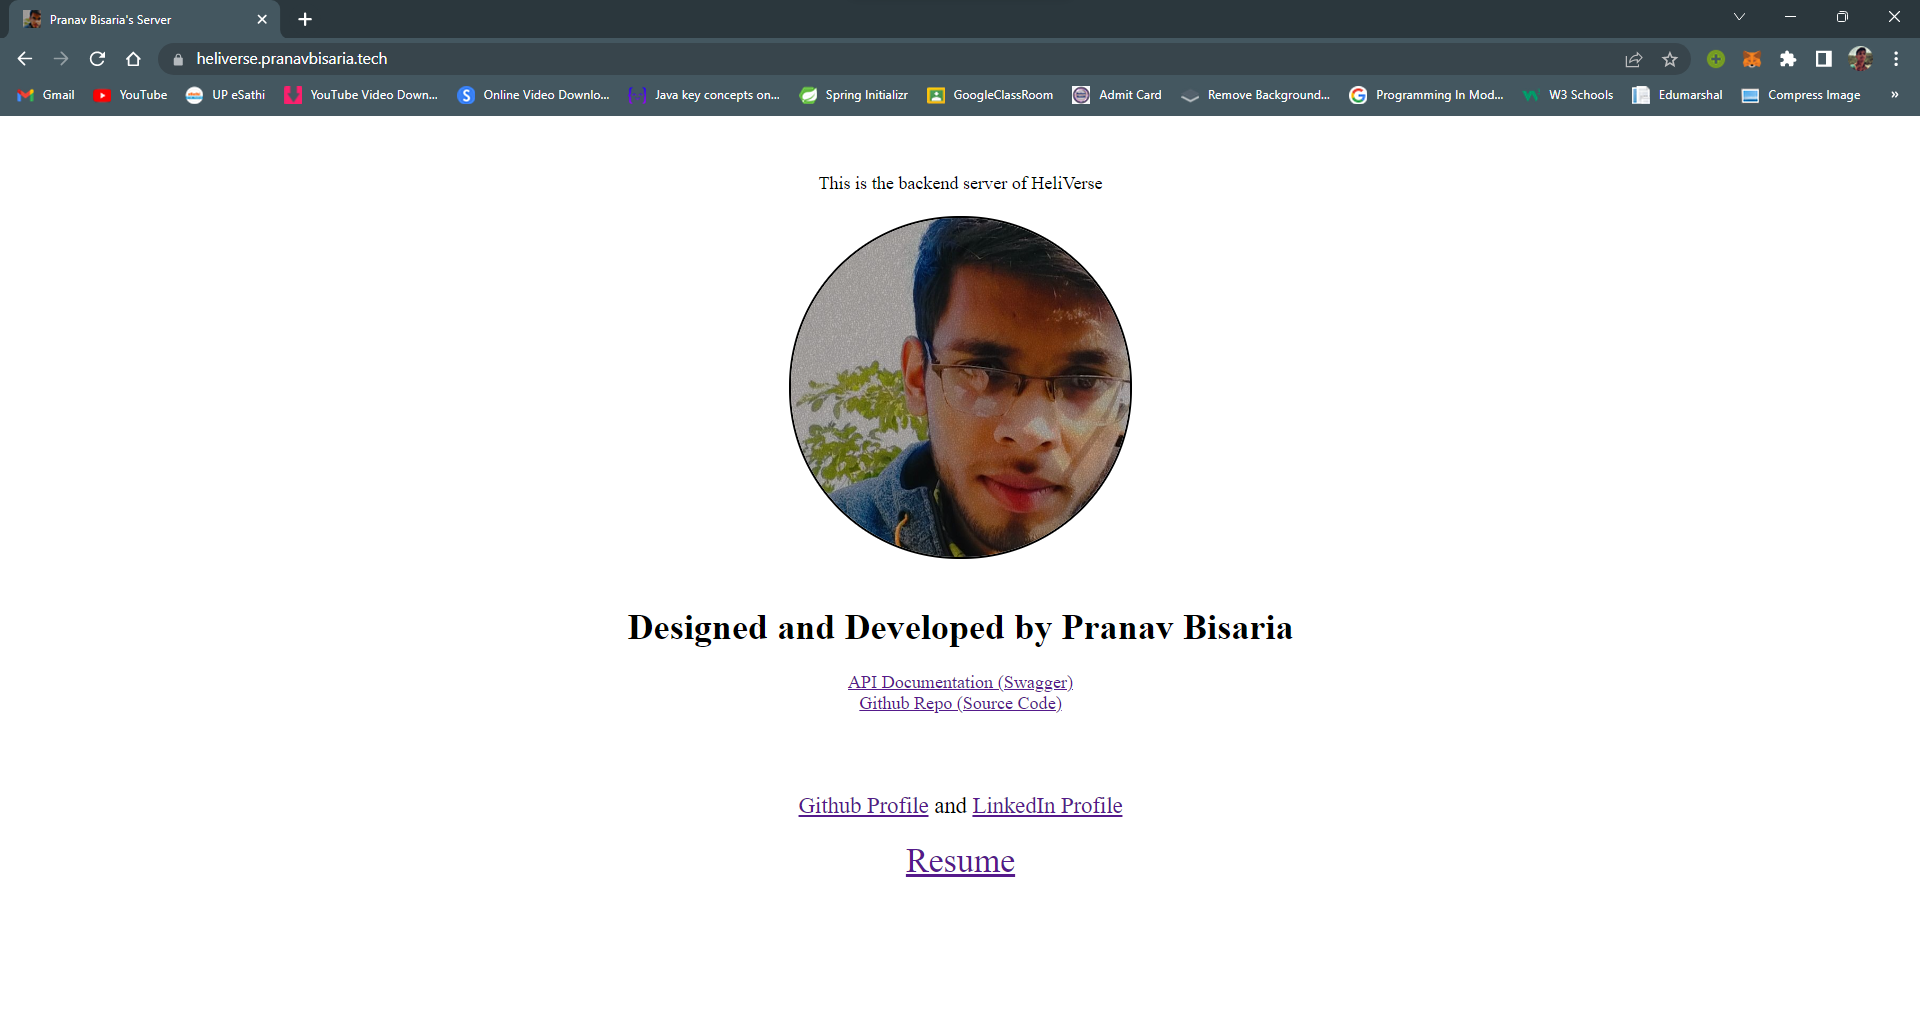 Pranav Bisaria's Server
heliverse.pranavbisaria.tech
Gmail YouTube UP eSathi YouTube Video Down... Online Video Downlo... Java key concepts on... Spring Initializr GoogleClassRoom Admit Card Remove Background... Programming In Mod... W3 Schools Edumarshal Compress Image »
This is the backend server of HeliVerse
Designed and Developed by Pranav Bisaria
API Documentation (Swagger)
Github Repo (Source Code)
Github Profile and LinkedIn Profile
Resume